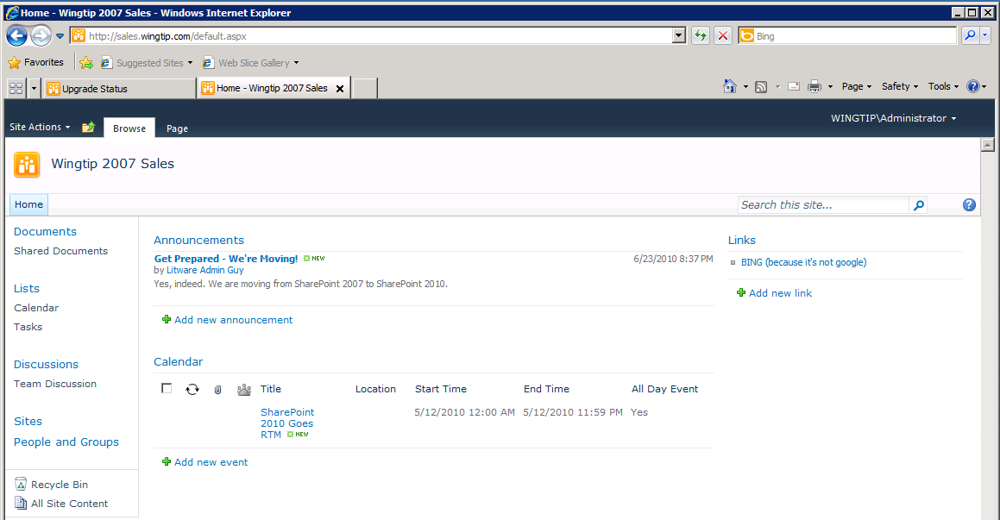 Home - Wingtip 2007 Sales - Windows Internet Explorer
http://sales.wingtip.com/default.aspx
Bing
Favorites
Suggested Sites
Web Slice Gallery
Upgrade Status
Home - Wingtip 2007 Sales
Page
Safety
Tools
Site Actions
Browse
Page
WINGTIP\Administrator
Wingtip 2007 Sales
Home
Search this site...
Documents
Shared Documents
Lists
Calendar
Tasks
Discussions
Team Discussion
Sites
People and Groups
Recycle Bin
All Site Content
Announcements
Get Prepared - We're Moving! NEW
6/23/2010 8:37 PM
by Litware Admin Guy
Yes, indeed. We are moving from SharePoint 2007 to SharePoint 2010.
Add new announcement
Calendar
Title Location Start Time End Time All Day Event
SharePoint 5/12/2010 12:00 AM 5/12/2010 11:59 PM Yes
2010 Goes
RTM NEW
Add new event
Links
BING (because it's not google)
Add new link